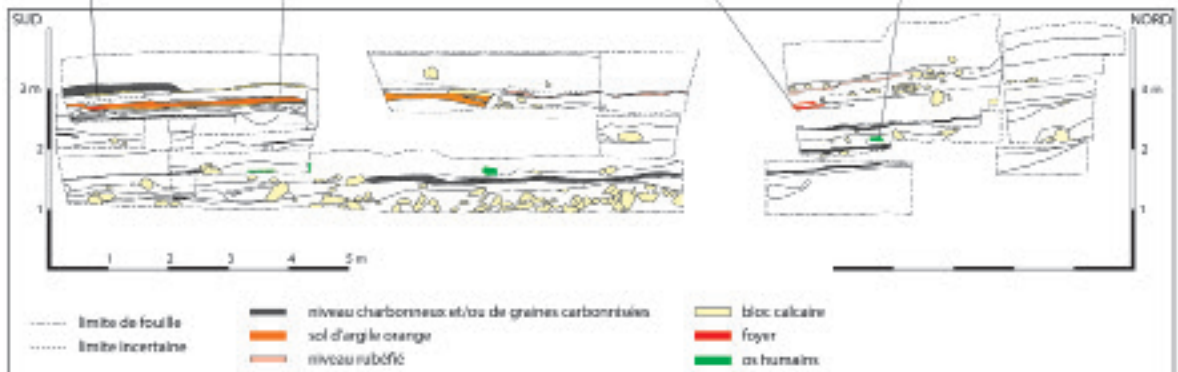 SUD NORD
3 m 4 m
2 2
1 1
1 2 3 4 5 m
limite de fouille
limite incertaine
niveau charbonneux et/ou de graines carbonisées
sol d'argile orange
niveau rubéfié
bloc calcaire
foyer
os humains